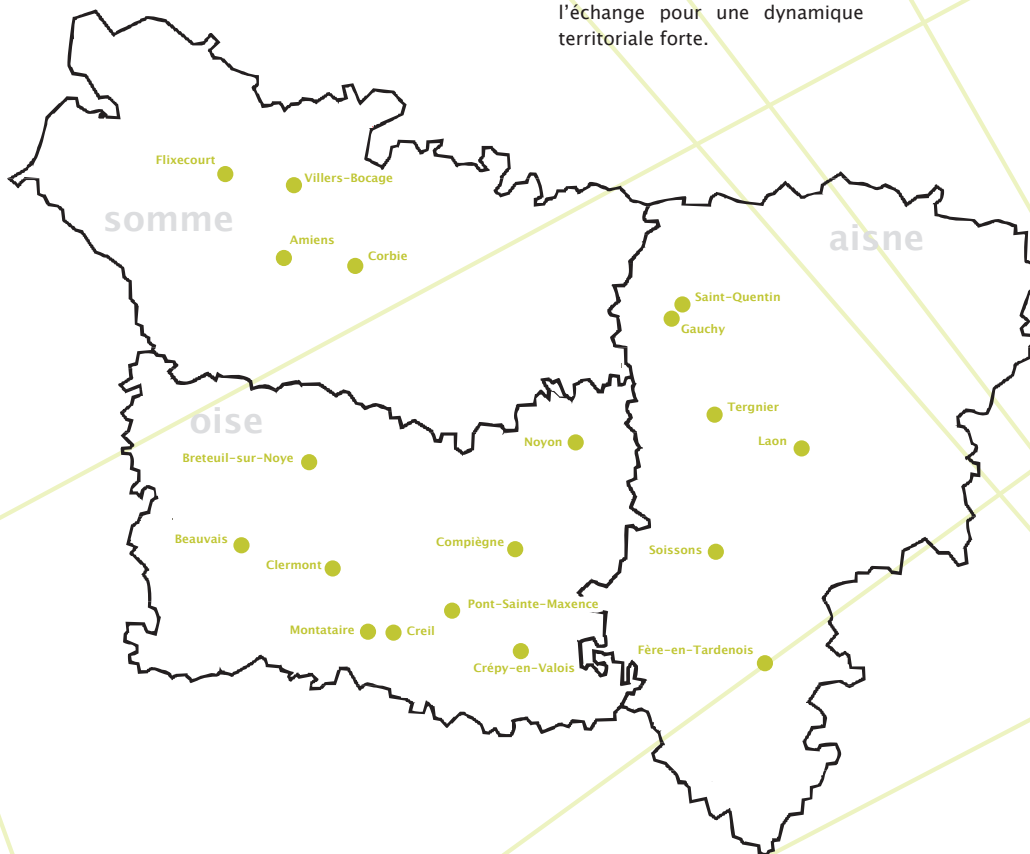 l’échange pour une dynamique
territoriale forte.
Flixecourt
Villers-Bocage
somme
aisne
Amiens
Corbie
Saint-Quentin
Gauchy
oise
Tergnier
Noyon
Laon
Breteuil-sur-Noye
Beauvais
Compiègne
Soissons
Clermont
Pont-Sainte-Maxence
Montataire
Creil
Fère-en-Tardenois
Crépy-en-Valois